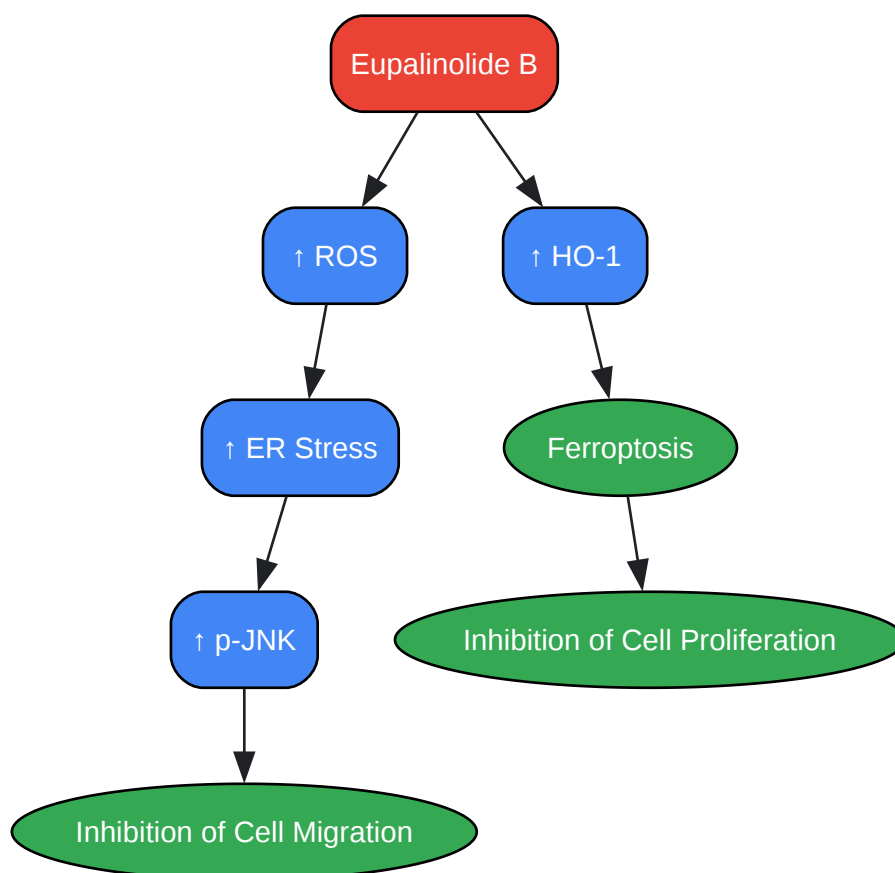 Eupalinolide B
↑ ROS
↑ HO-1
↑ ER Stress
Ferroptosis
↑ p-JNK
Inhibition of Cell Proliferation
Inhibition of Cell Migration